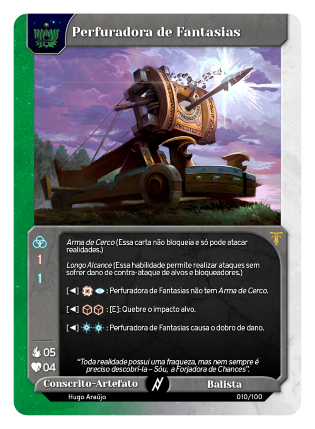 Perfuradora de Fantasias
Arma de Cerco (Essa carta não bloqueia e só pode atacar
realidades.)
1
1
Longo Alcance (Essa habilidade permite realizar ataques sem
sofrer dano de contra-ataque de alvos e bloqueadores.)
[◄] : Perfuradora de Fantasias não tem Arma de Cerco.
[◄] : [E]: Quebre o impacto alvo.
[◄] : Perfuradora de Fantasias causa o dobro de dano.
05
04
"Toda realidade possui uma fraqueza, mas nem sempre é
preciso descobri-la – Sóu, a Forjadora de Chances".
Conscrito-Artefato
Balista
Hugo Araújo
010/100